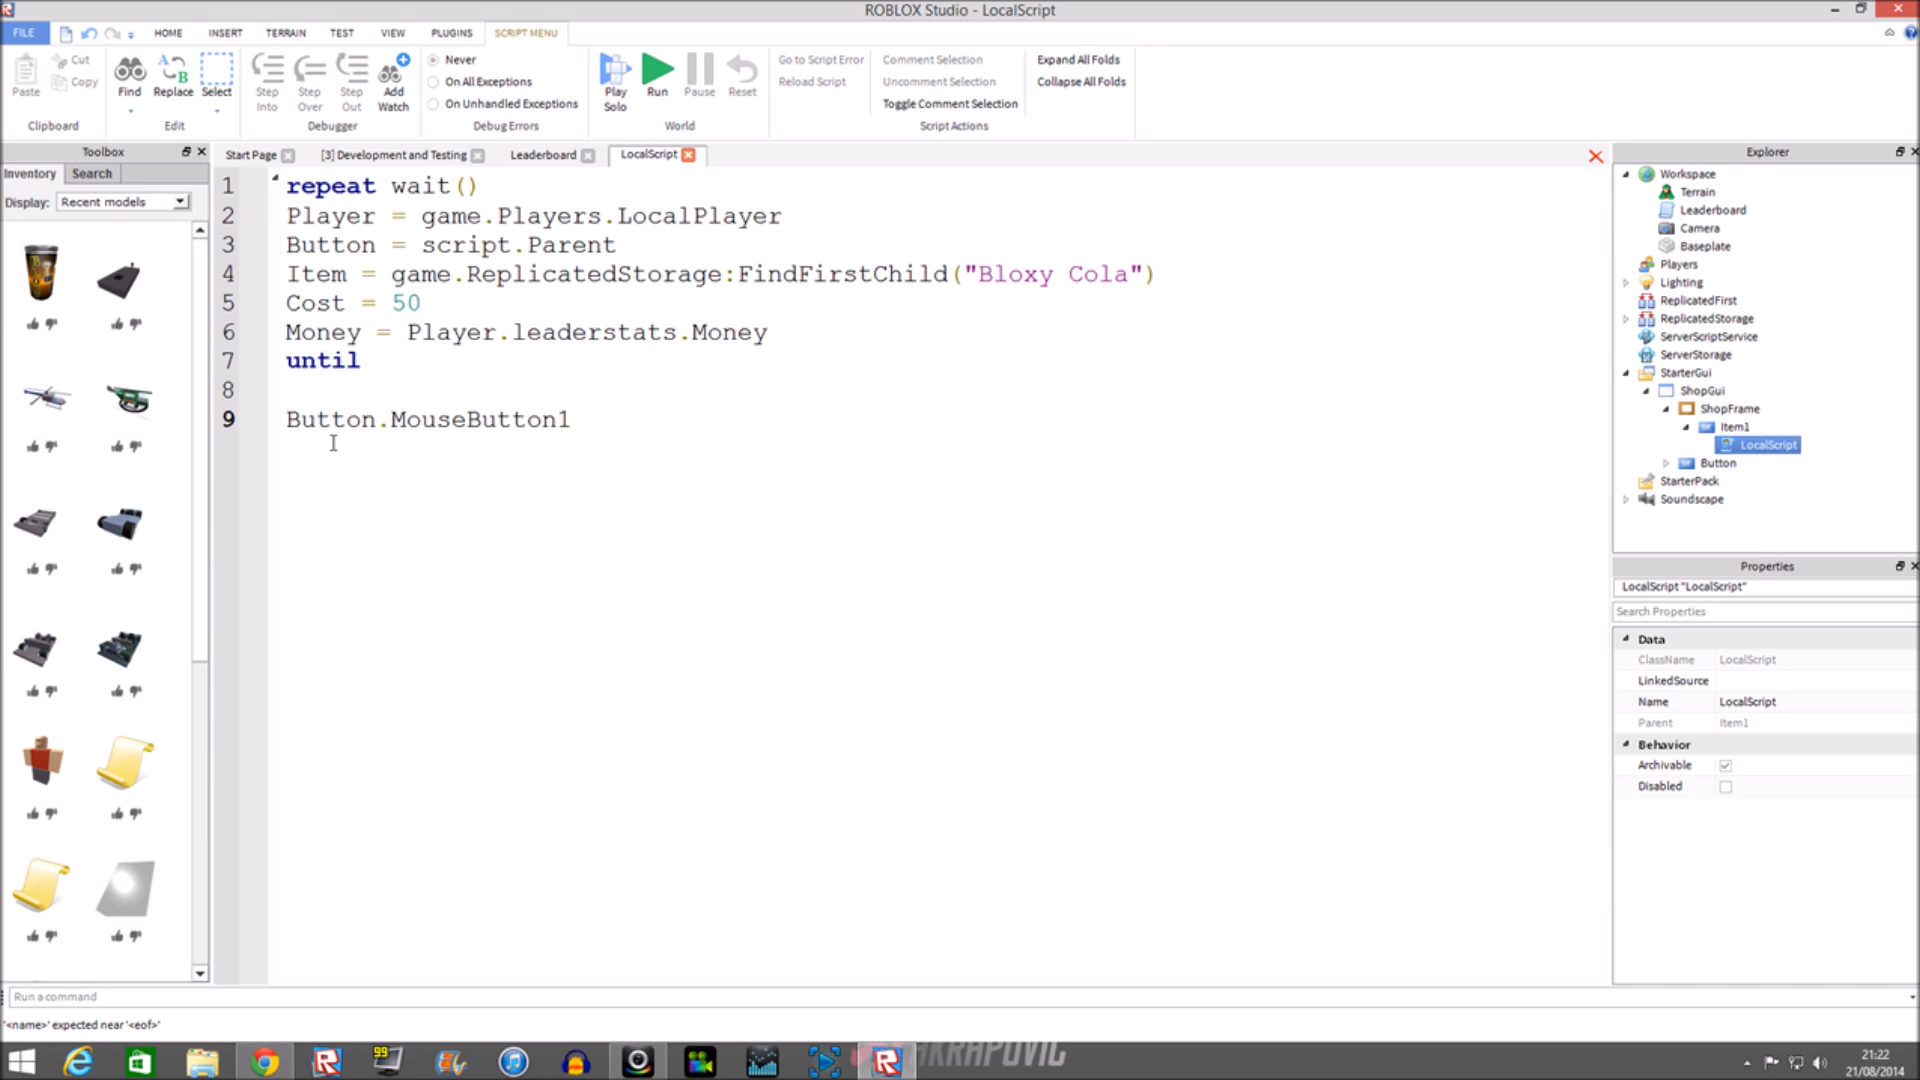 ROBLOX Studio - LocalScript
FILE HOME INSERT TERRAIN TEST VIEW PLUGINS SCRIPT MENU
Paste
Cut
Copy
Clipboard
Find
Replace
Select
Edit
Step Into
Step Over
Step Out
Add Watch
Debugger
Never
On All Exceptions
On Unhandled Exceptions
Debug Errors
Play Solo
Run
Pause
Reset
World
Go to Script Error
Reload Script
Comment Selection
Uncomment Selection
Toggle Comment Selection
Expand All Folds
Collapse All Folds
Script Actions
Toolbox
Inventory Search
Display: Recent models
Start Page [3] Development and Testing Leaderboard LocalScript
1 repeat wait()
2 Player = game.Players.LocalPlayer
3 Button = script.Parent
4 Item = game.ReplicatedStorage:FindFirstChild("Bloxy Cola")
5 Cost = 50
6 Money = Player.leaderstats.Money
7 until
8
9 Button.MouseButton1
Explorer
Workspace
Terrain
Leaderboard
Camera
Baseplate
Players
Lighting
ReplicatedFirst
ReplicatedStorage
ServerScriptService
ServerStorage
StarterGui
ShopGui
ShopFrame
Item1
LocalScript
Button
StarterPack
Soundscape
Properties
LocalScript "LocalScript"
Search Properties
Data
ClassName LocalScript
LinkedSource
Name LocalScript
Parent Item1
Behavior
Archivable
Disabled
Run a command
'<name>' expected near '<eof>'
99
AKRAPOVIC
21:22
21/08/2014